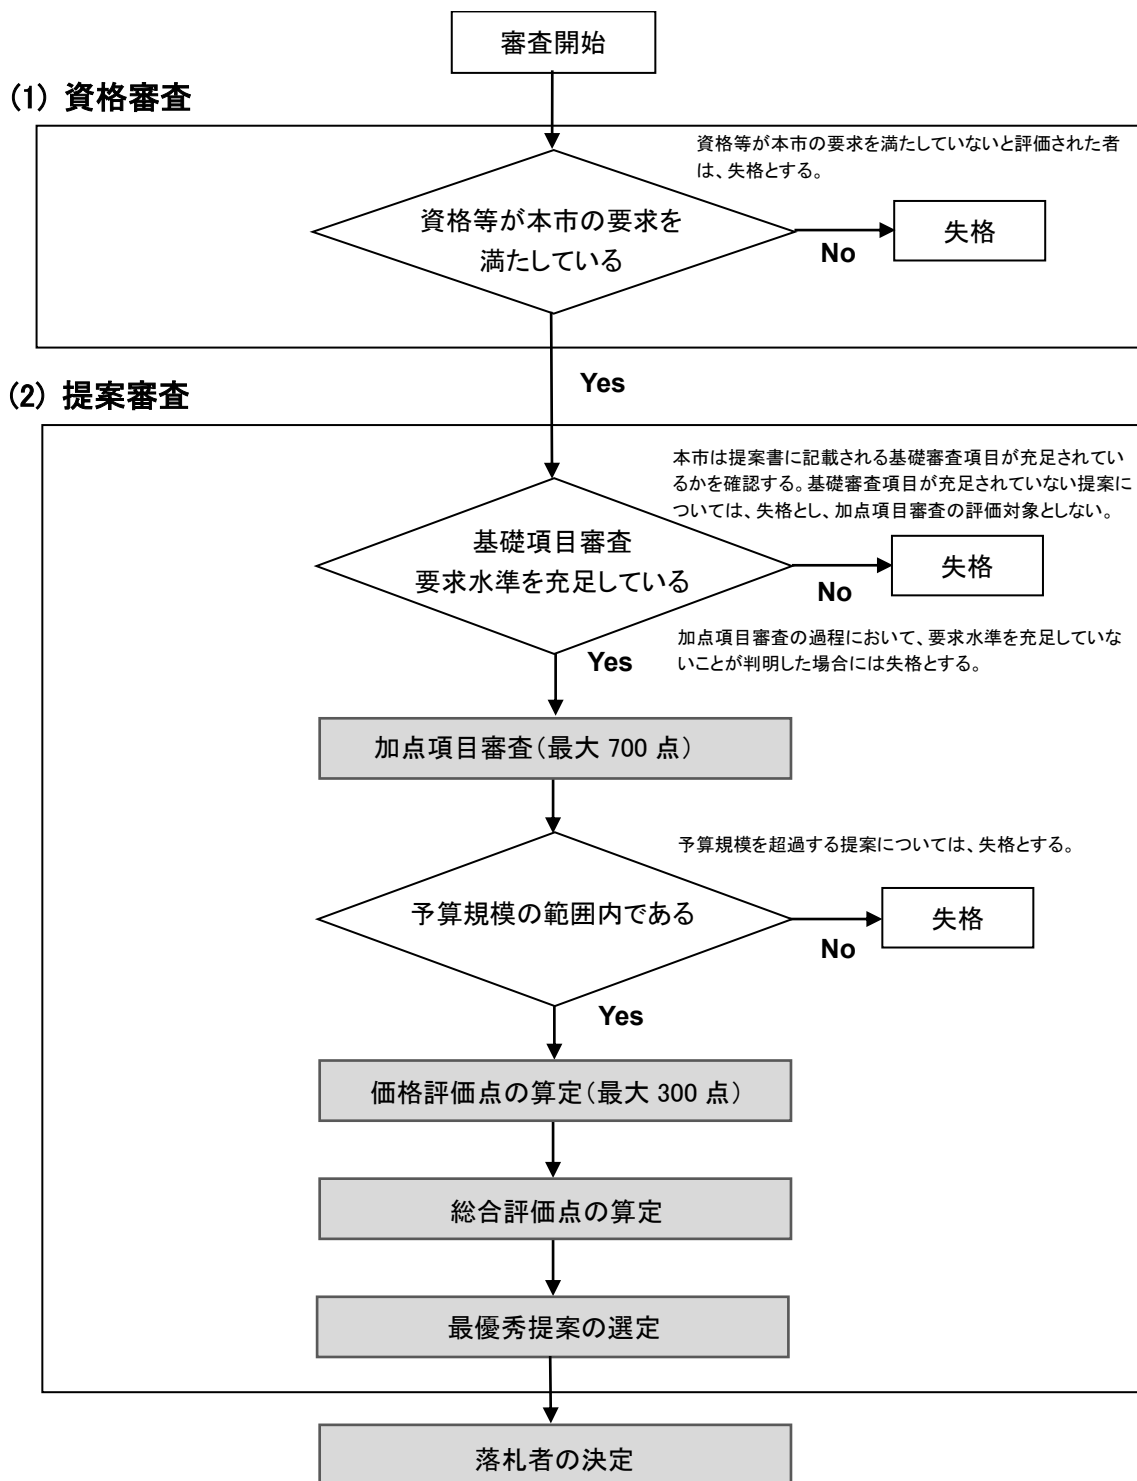 審査開始
(1) 資格審査
資格等が本市の要求を満たしていないと評価された者
は、失格とする。
資格等が本市の要求を
満たしている
失格
No
Yes
(2) 提案審査
本市は提案書に記載される基礎審査項目が充足されてい
るかを確認する。基礎審査項目が充足されていない提案に
ついては、失格とし、加点項目審査の評価対象としない。
基礎項目審査
要求水準を充足している
失格
No
加点項目審査の過程において、要求水準を充足していな
いことが判明した場合には失格とする。
Yes
加点項目審査(最大 700 点)
予算規模を超過する提案については、失格とする。
予算規模の範囲内である
失格
No
Yes
価格評価点の算定(最大 300 点)
総合評価点の算定
最優秀提案の選定
落札者の決定